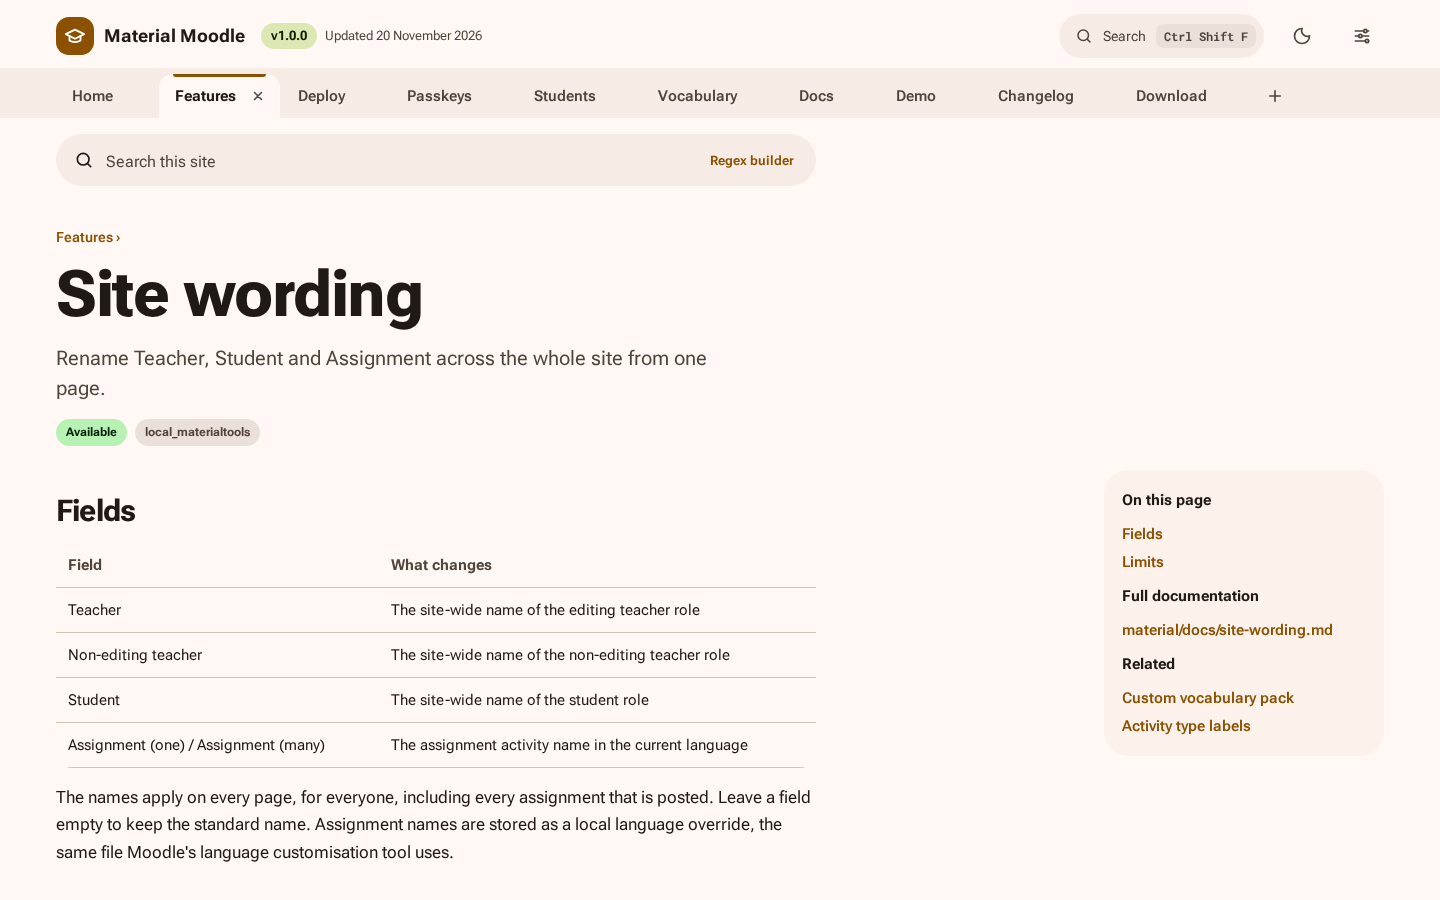 Material Moodle v1.0.0 Updated 20 November 2026 Search Ctrl Shift F
Home Features Deploy Passkeys Students Vocabulary Docs Demo Changelog Download
Search this site Regex builder
Features ›
Site wording
Rename Teacher, Student and Assignment across the whole site from one
page.
Available local_materialtools
Fields
Field What changes
Teacher The site-wide name of the editing teacher role
Non-editing teacher The site-wide name of the non-editing teacher role
Student The site-wide name of the student role
Assignment (one) / Assignment (many) The assignment activity name in the current language
The names apply on every page, for everyone, including every assignment that is posted. Leave a field
empty to keep the standard name. Assignment names are stored as a local language override, the
same file Moodle's language customisation tool uses.
On this page
Fields
Limits
Full documentation
material/docs/site-wording.md
Related
Custom vocabulary pack
Activity type labels